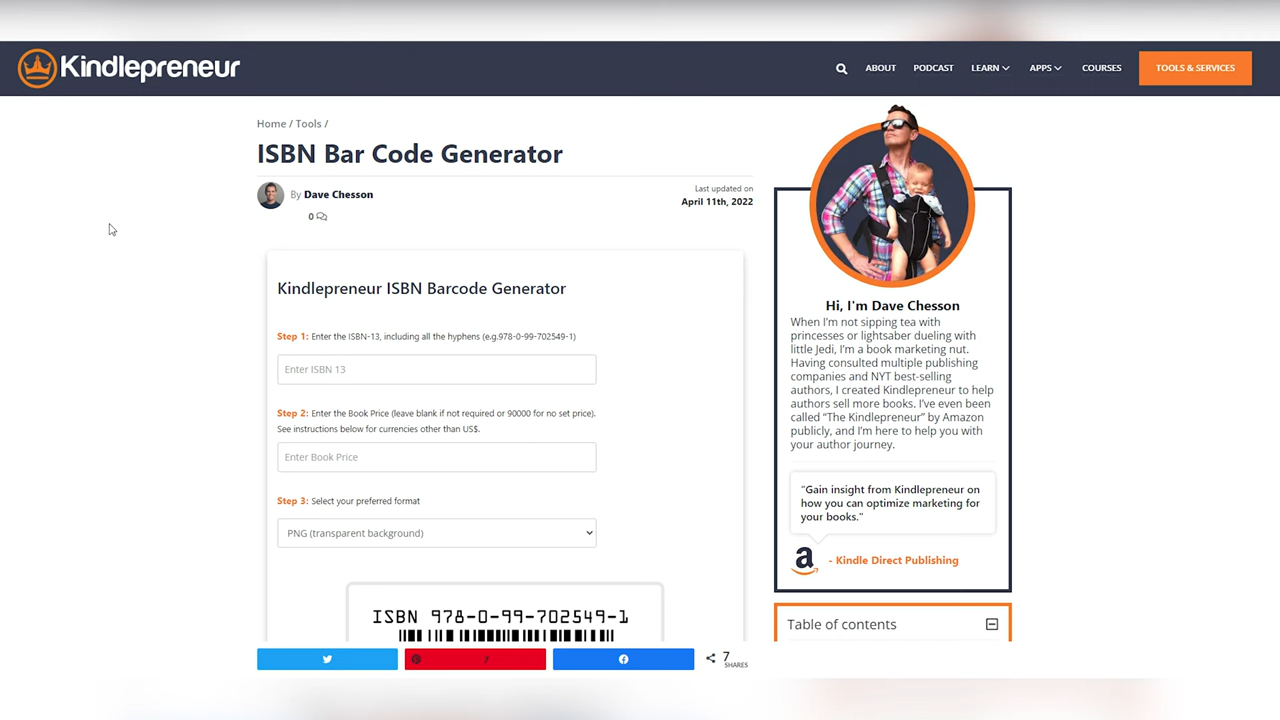 Kindlepreneur
ABOUT PODCAST LEARN APPS COURSES TOOLS & SERVICES
Home / Tools /
ISBN Bar Code Generator
By Dave Chesson
0
Last updated on
April 11th, 2022
Kindlepreneur ISBN Barcode Generator
Step 1: Enter the ISBN-13, including all the hyphens (e.g.978-0-99-702549-1)
Enter ISBN 13
Step 2: Enter the Book Price (leave blank if not required or 90000 for no set price).
See instructions below for currencies other than US$.
Enter Book Price
Step 3: Select your preferred format
PNG (transparent background)
ISBN 978-0-99-702549-1
7
7
SHARES
Hi, I'm Dave Chesson
When I'm not sipping tea with
princesses or lightsaber dueling with
little Jedi, I'm a book marketing nut.
Having consulted multiple publishing
companies and NYT best-selling
authors, I created Kindlepreneur to help
authors sell more books. I've even been
called "The Kindlepreneur" by Amazon
publicly, and I'm here to help you with
your author journey.
"Gain insight from Kindlepreneur on
how you can optimize marketing for
your books."
a
- Kindle Direct Publishing
Table of contents